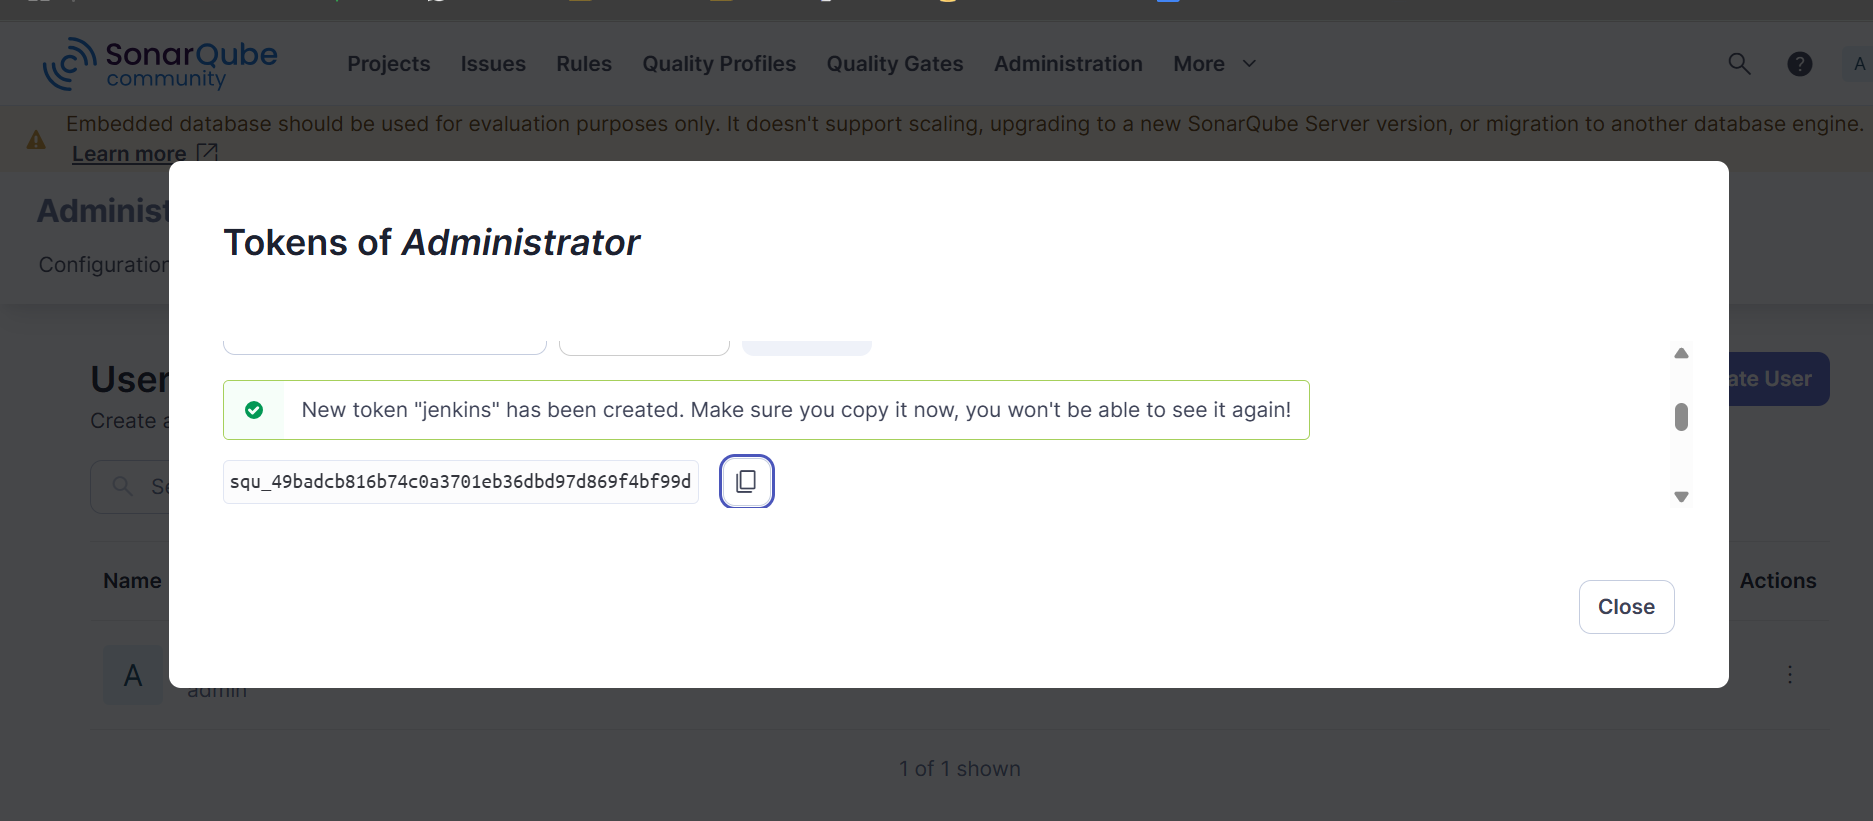 SonarQube
community
Projects Issues Rules Quality Profiles Quality Gates Administration More ? A
Embedded database should be used for evaluation purposes only. It doesn't support scaling, upgrading to a new SonarQube Server version, or migration to another database engine.
Learn more
Administ
Configuration
Tokens of Administrator
User
ate User
Create a
New token "jenkins" has been created. Make sure you copy it now, you won't be able to see it again!
Se
squ_49badcb816b74c0a3701eb36dbd97d869f4bf99d
Name Actions
Close
A
admin
1 of 1 shown